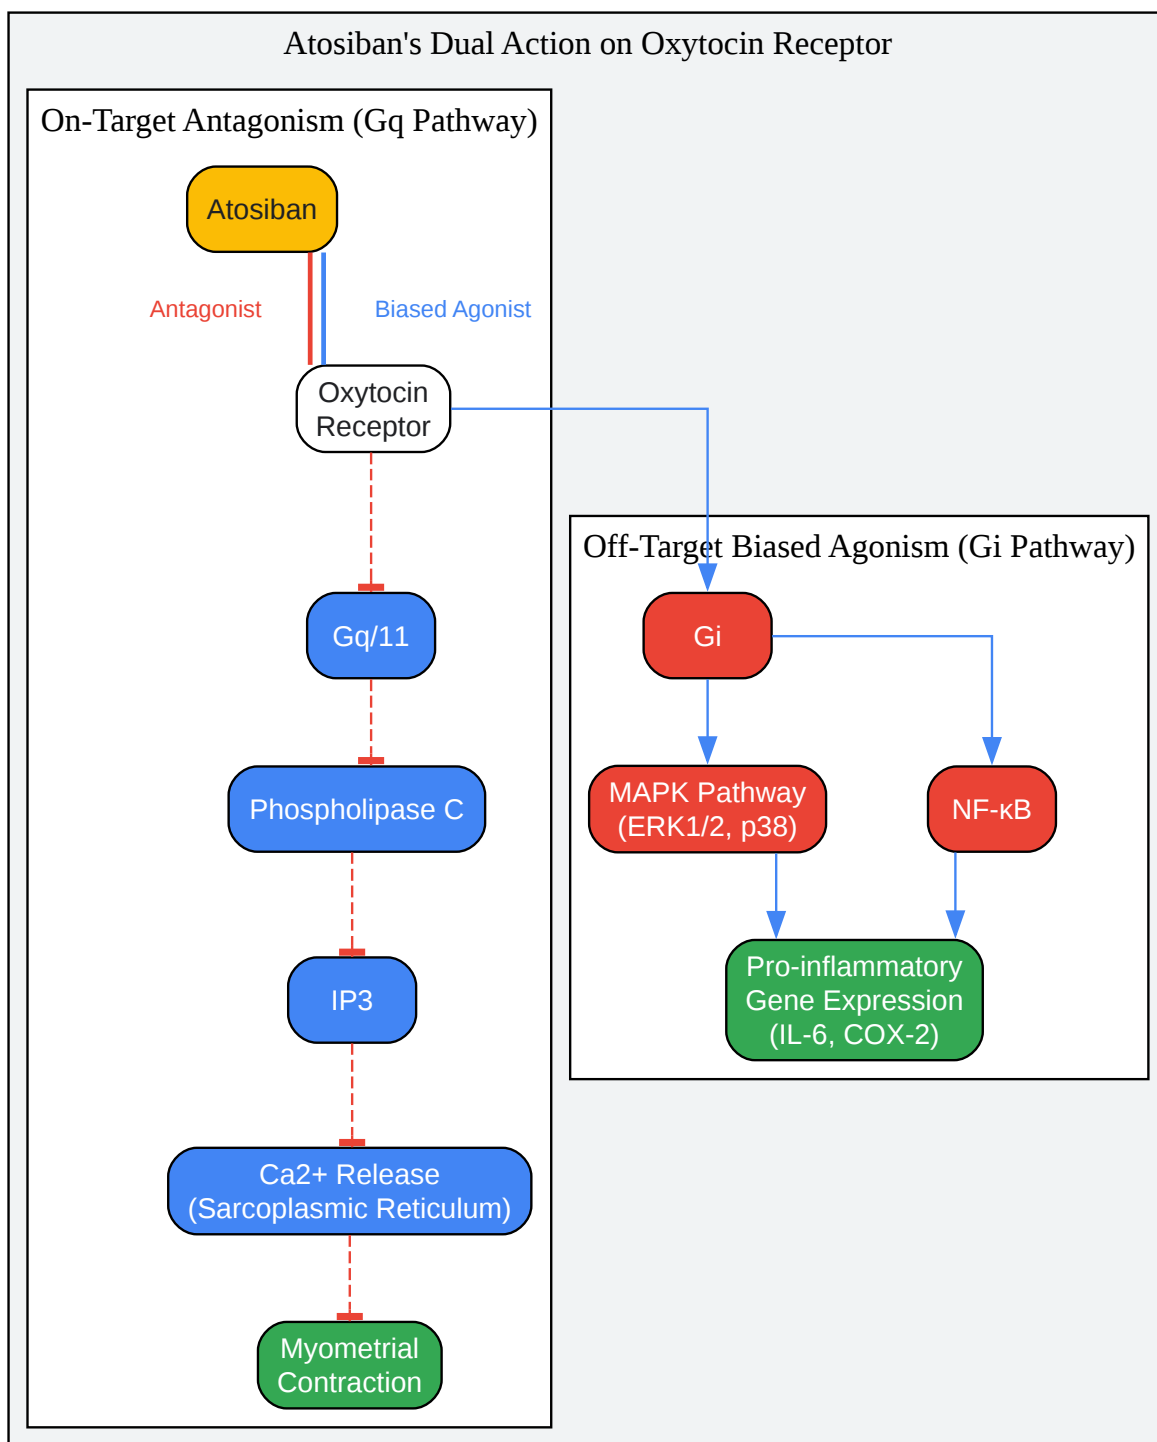 Atosiban's Dual Action on Oxytocin Receptor
On-Target Antagonism (Gq Pathway)
Atosiban
Antagonist
Biased Agonist
Oxytocin
Receptor
Off-Target Biased Agonism (Gi Pathway)
Gq/11
Gi
Phospholipase C
MAPK Pathway
(ERK1/2, p38)
NF-κB
IP3
Pro-inflammatory
Gene Expression
(IL-6, COX-2)
Ca2+ Release
(Sarcoplasmic Reticulum)
Myometrial
Contraction